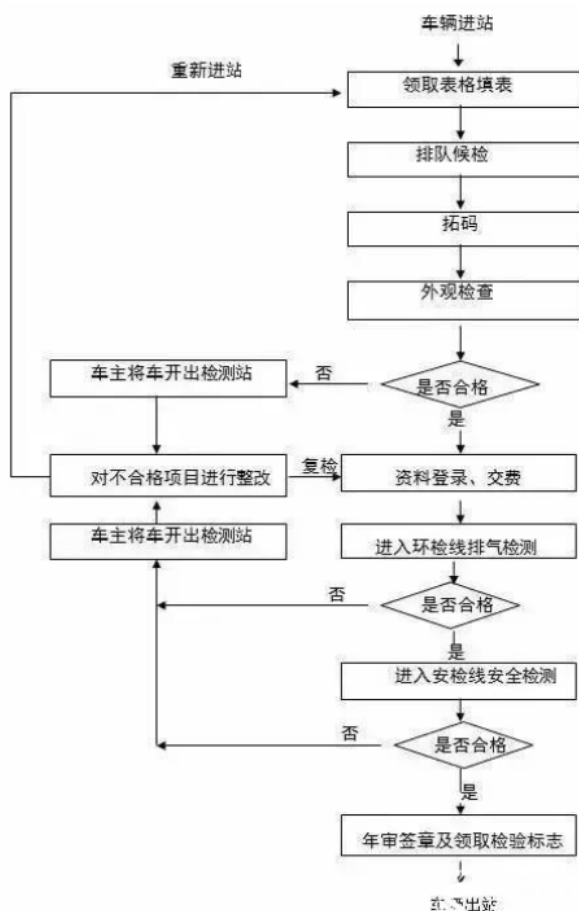 车辆进站
重新进站
领取表格填表
排队候检
拓码
外观检查
是否合格
否
车主将车开出检测站
是
对不合格项目进行整改
复检
资料登录、交费
车主将车开出检测站
进入环检线排气检测
是否合格
否
是
进入安检线安全检测
是否合格
否
是
年审签章及领取检验标志
车辆出站